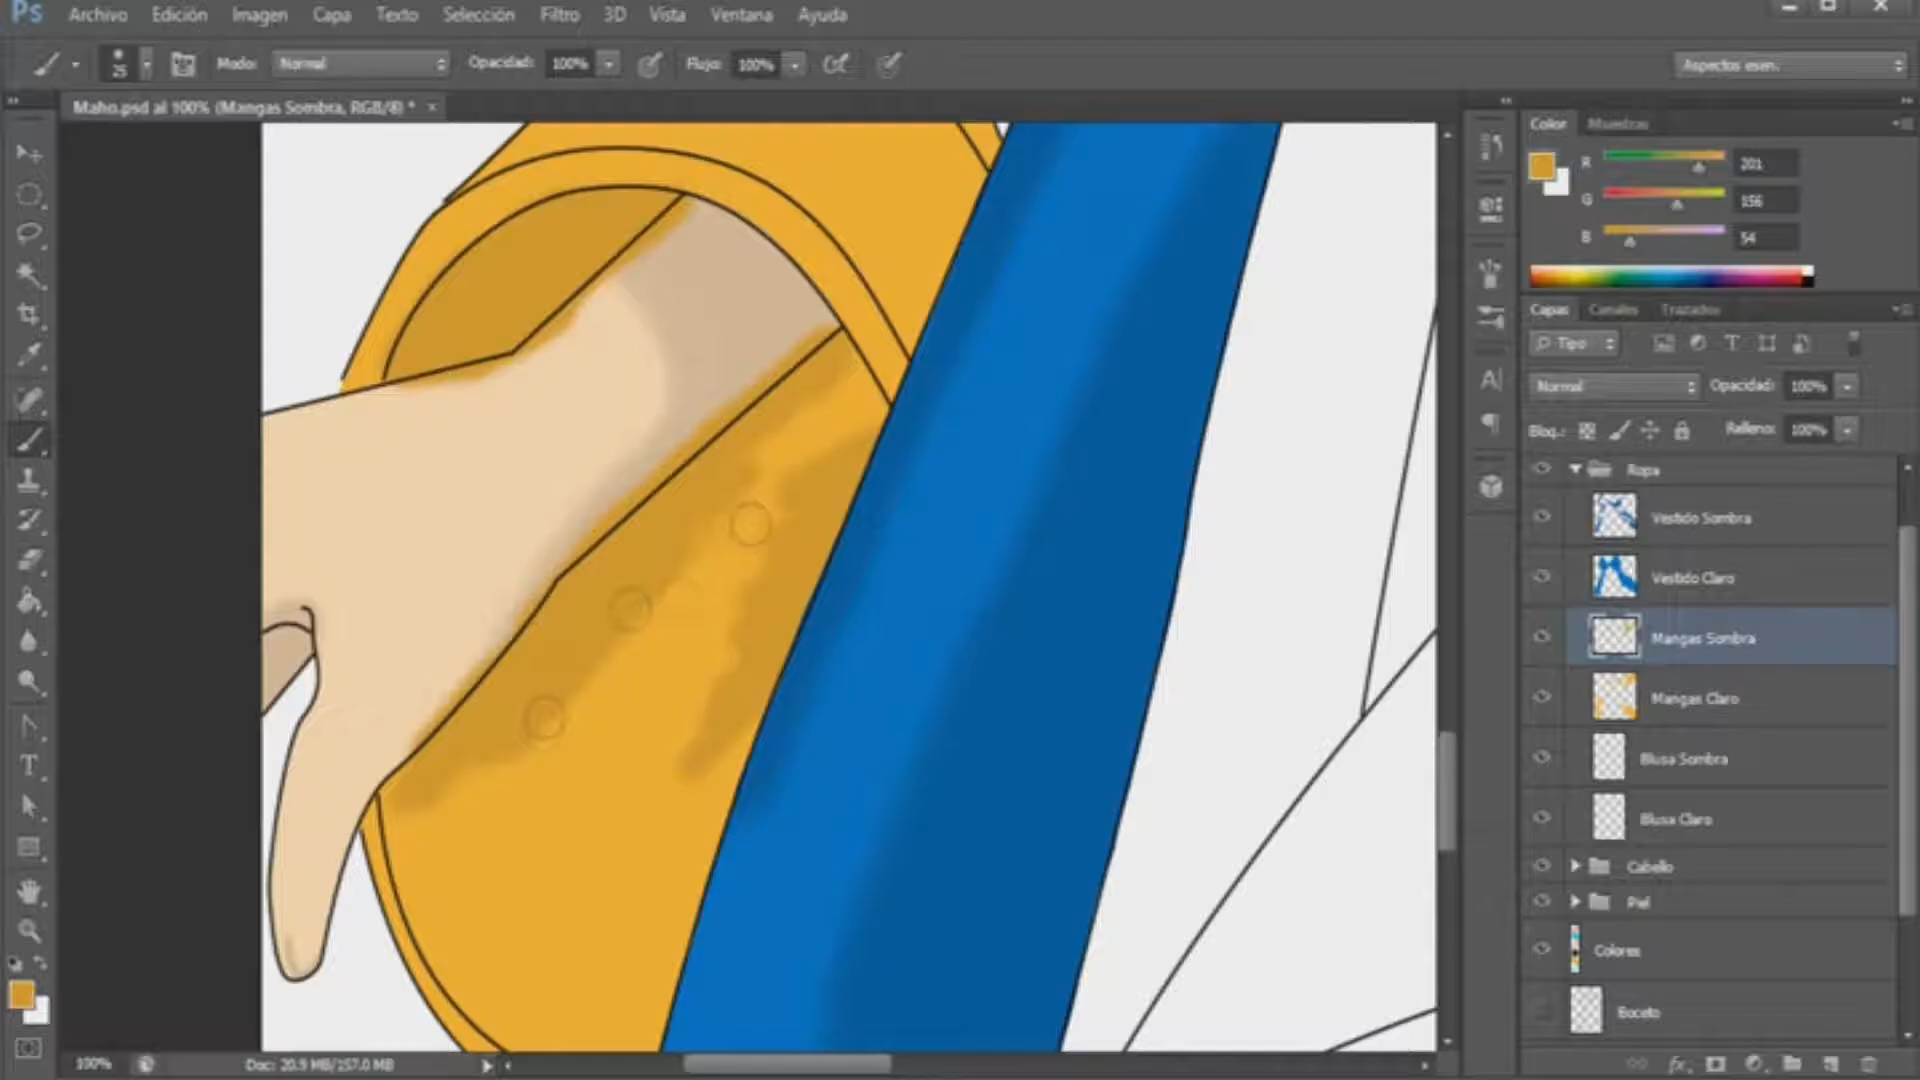 Ps Archivo Edición Imagen Capa Texto Selección Filtro 3D Vista Ventana Ayuda
25 Modo: Normal Opacidad: 100% Flujo: 100% Aspectos esen.
Maho.psd al 100% (Mangas Sombra, RGB/8) * ×
Color Muestras
R 201
G 156
B 54
Capas Canales Trazados
Tipo
Normal Opacidad: 100%
Bloq.: Relleno: 100%
Ropa
Vestido Sombra
Vestido Claro
Mangas Sombra
Mangas Claro
Blusa Sombra
Blusa Claro
Cabello
Piel
Colores
Boceto
100% Doc: 20.9 MB/157.0 MB